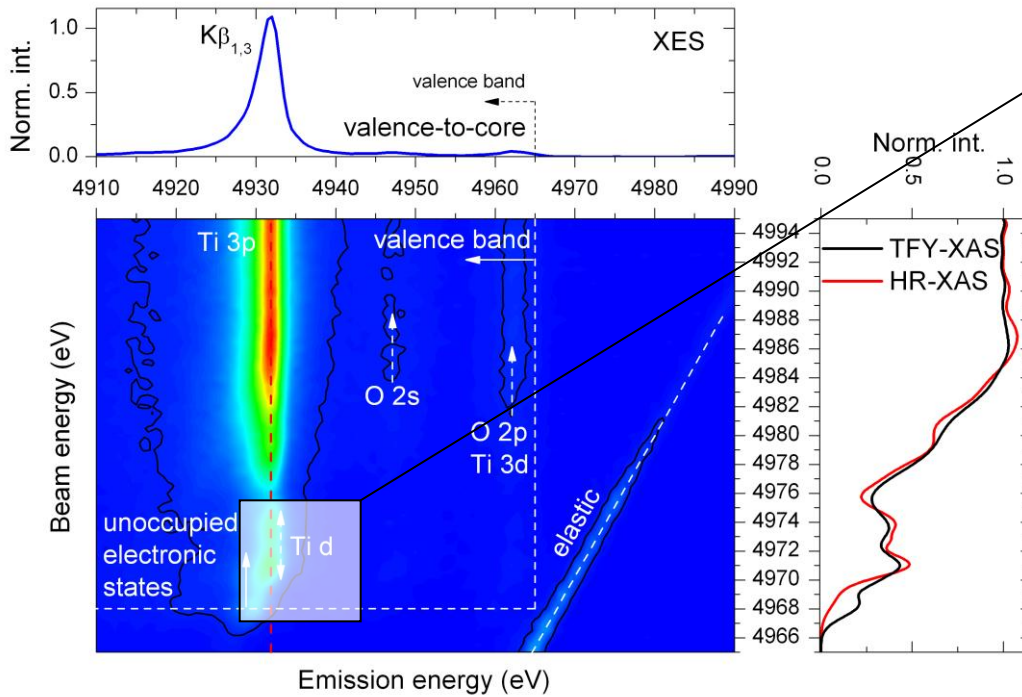 1.0
0.5
0.0
Norm. int.
Kβ1,3
XES
valence band
valence-to-core
4910 4920 4930 4940 4950 4960 4970 4980 4990
Norm. int.
0.0 0.5 1.0
Ti 3p
valence band
O 2s
O 2p
Ti 3d
elastic
unoccupied
electronic
states
Ti d
Beam energy (eV)
Emission energy (eV)
4994
4992
4990
4988
4986
4984
4982
4980
4978
4976
4974
4972
4970
4968
4966
TFY-XAS
HR-XAS